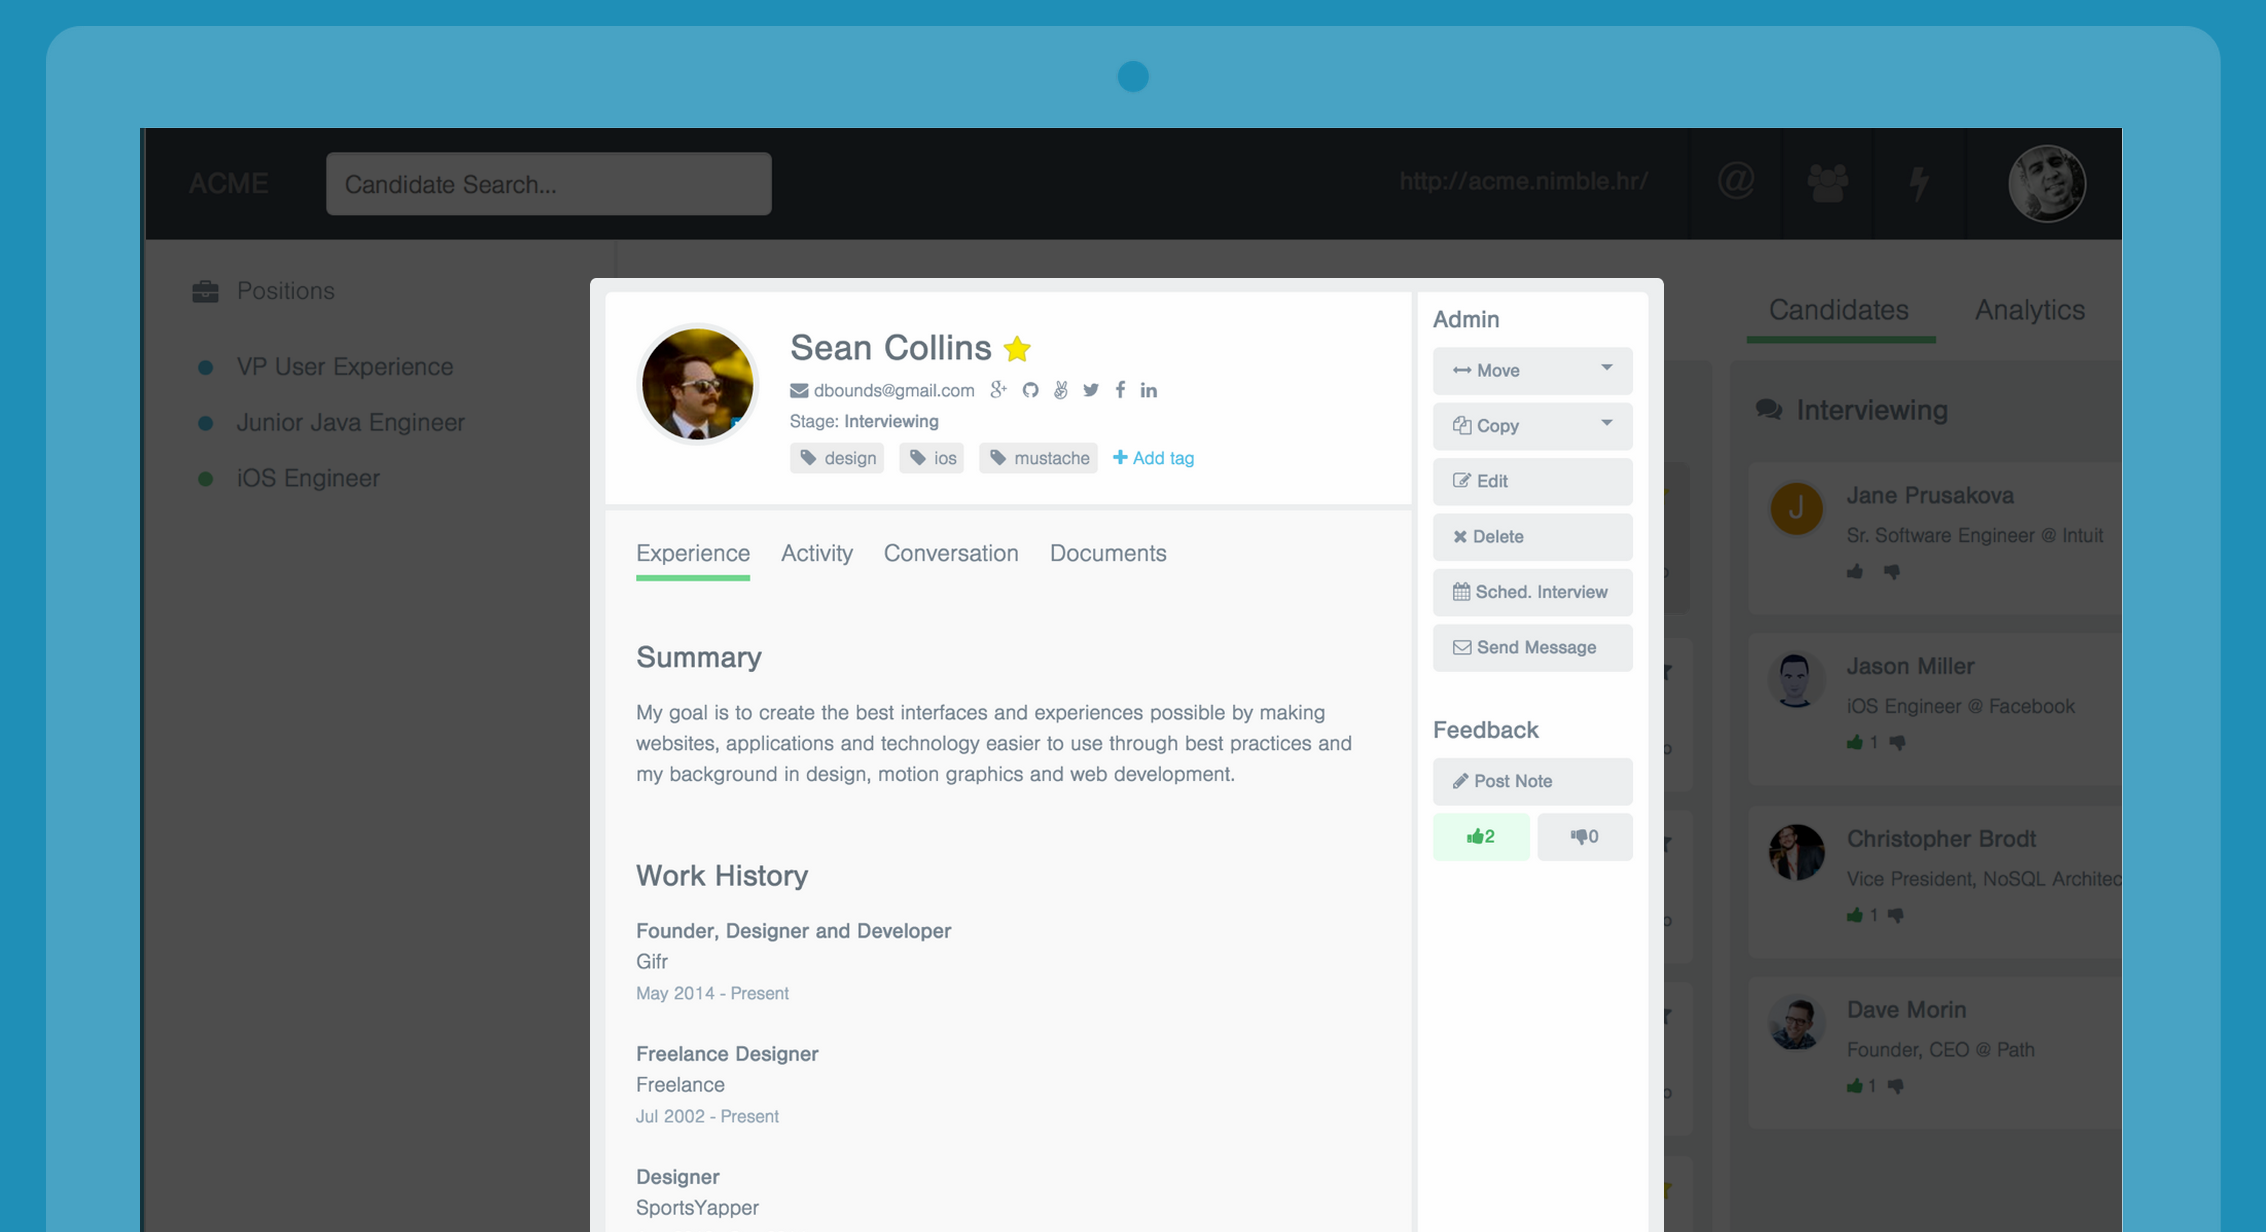 ACME
Candidate Search...
http://acme.nimble.hr/
Positions
VP User Experience
Junior Java Engineer
iOS Engineer
Sean Collins
dbounds@gmail.com
Stage: Interviewing
design ios mustache Add tag
Experience Activity Conversation Documents
Summary
My goal is to create the best interfaces and experiences possible by making
websites, applications and technology easier to use through best practices and
my background in design, motion graphics and web development.
Work History
Founder, Designer and Developer
Gifr
May 2014 - Present
Freelance Designer
Freelance
Jul 2002 - Present
Designer
SportsYapper
Admin
Move
Copy
Edit
Delete
Sched. Interview
Send Message
Feedback
Post Note
2 0
Candidates Analytics
Interviewing
J
Jane Prusakova
Sr. Software Engineer @ Intuit
Jason Miller
iOS Engineer @ Facebook
1
Christopher Brodt
Vice President, NoSQL Architec
1
Dave Morin
Founder, CEO @ Path
1